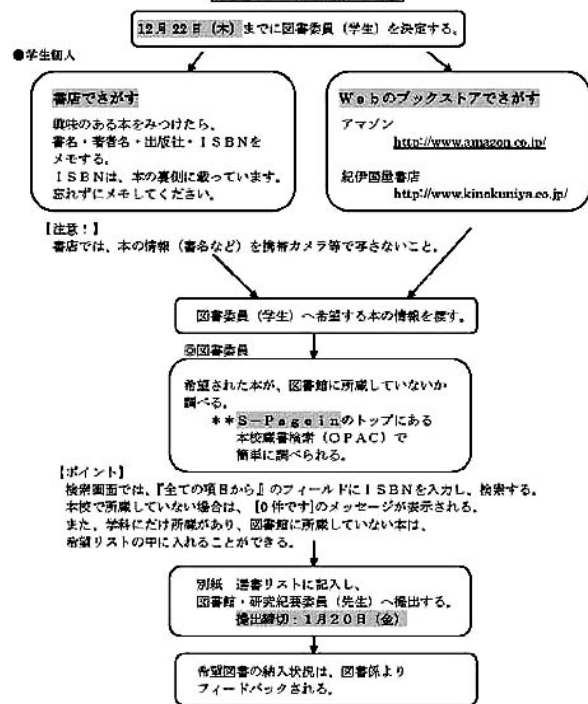 12月22日（木）までに図書委員（学生）を決定する。
●学生個人
書店でさがす
興味のある本をみつけたら、
書名・著者名・出版社・ISBNを
メモする。
ISBNは、本の裏側に載っています。
忘れずにメモしてください。
Webのブックストアでさがす
アマゾン
http://www.amazon.co.jp/
紀伊国屋書店
http://www.kinokuniya.co.jp/
【注意！】
書店では、本の情報（書名など）を携帯カメラ等で写さないこと。
図書委員（学生）へ希望する本の情報を渡す。
◎図書委員
希望された本が、図書館に所蔵していないか
調べる。
**S-Pageinのトップにある
本校蔵書検索（OPAC）で
簡単に調べられる。
【ポイント】
検索画面では、『全ての項目から』のフィールドにISBNを入力し、検索する。
本校で所蔵していない場合は、[0件です]のメッセージが表示される。
また、学科にだけ所蔵があり、図書館に所蔵していない本は、
希望リストの中に入れることができる。
別紙 選書リストに記入し、
図書館・研究紀要委員（先生）へ提出する。
提出締切：1月20日（金）
希望図書の納入状況は、図書係より
フィードバックされる。